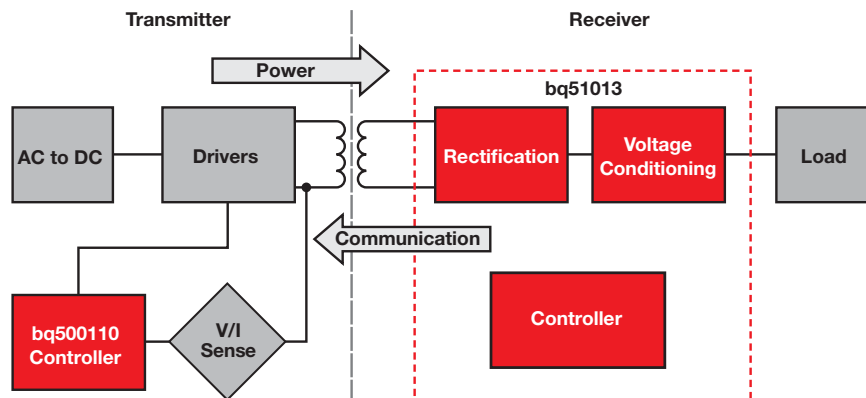 Transmitter
Receiver
Power
bq51013
AC to DC
Drivers
Rectification
Voltage
Conditioning
Load
Communication
bq500110
Controller
V/I
Sense
Controller